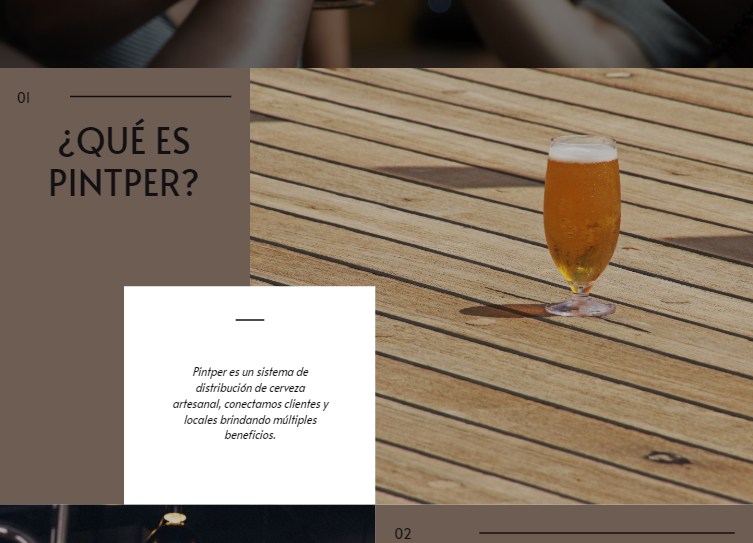 01
¿QUÉ ES
PINTPER?
Pintper es un sistema de
distribución de cerveza
artesanal, conectamos clientes y
locales brindando múltiples
beneficios.
02